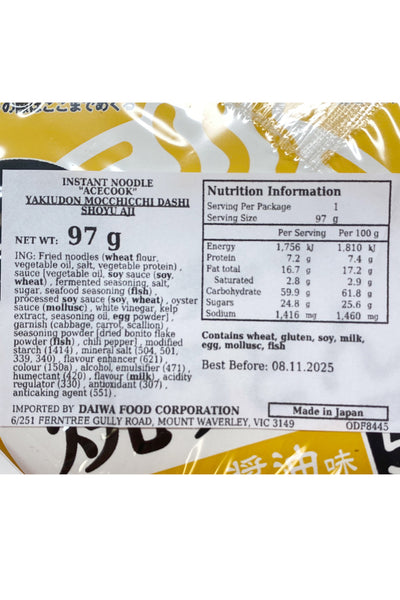 INSTANT NOODLE
"ACECOOK"
YAKIUDON MOCCHICCHI DASHI
SHOYU AJI
NET WT: 97 g
ING: Fried noodles (wheat flour,
vegetable oil, salt, vegetable protein) ,
sauce [vegetable oil, soy sauce (soy,
wheat) , fermented seasoning, salt,
sugar, seafood seasoning (fish) ,
processed soy sauce (soy, wheat) , oyster
sauce (mollusc) , white vinegar, kelp
extract, seasoning oil, egg powder] ,
garnish (cabbage, carrot, scallion) ,
seasoning powder [dried bonito flake
powder (fish) , chili pepper] , modified
starch (1414) , mineral salt (504, 501,
339, 340) , flavour enhancer (621) ,
colour (150a) , alcohol, emulsifier (471) ,
humectant (420) , flavour (milk) , acidity
regulator (330) , antioxidant (307) ,
anticaking agent (551) .
Nutrition Information
Serving Per Package 1
Serving Size 97 g
Per Serving Per 100 g
Energy 1,756 kJ 1,810 kJ
Protein 7.2 g 7.4 g
Fat total 16.7 g 17.2 g
Saturated 2.8 g 2.9 g
Carbohydrate 59.9 g 61.8 g
Sugars 24.8 g 25.6 g
Sodium 1,416 mg 1,460 mg
Contains wheat, gluten, soy, milk,
egg, mollusc, fish
Best Before: 08.11.2025
IMPORTED BY DAIWA FOOD CORPORATION
6/251 FERNTREE GULLY ROAD, MOUNT WAVERLEY, VIC 3149
Made in Japan
ODF8445
醤油味